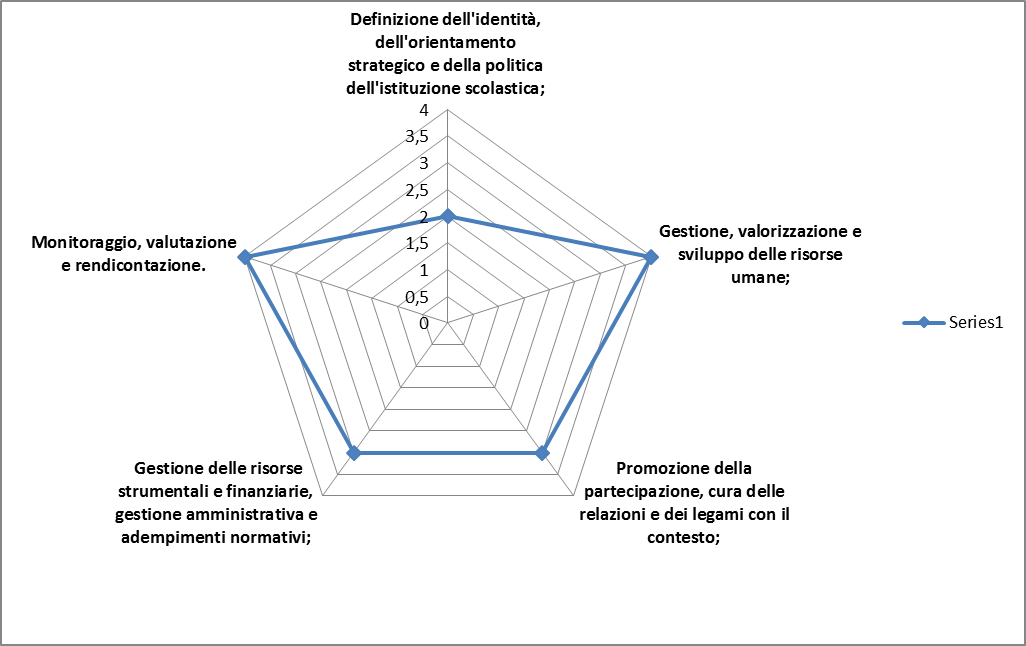 Definizione dell'identità,
dell'orientamento
strategico e della politica
dell'istituzione scolastica;
4
3,5
3
2,5
2
1,5
1
0,5
0
Gestione, valorizzazione e
sviluppo delle risorse
umane;
Promozione della
partecipazione, cura delle
relazioni e dei legami con il
contesto;
Gestione delle risorse
strumentali e finanziarie,
gestione amministrativa e
adempimenti normativi;
Monitoraggio, valutazione
e rendicontazione.
Series1